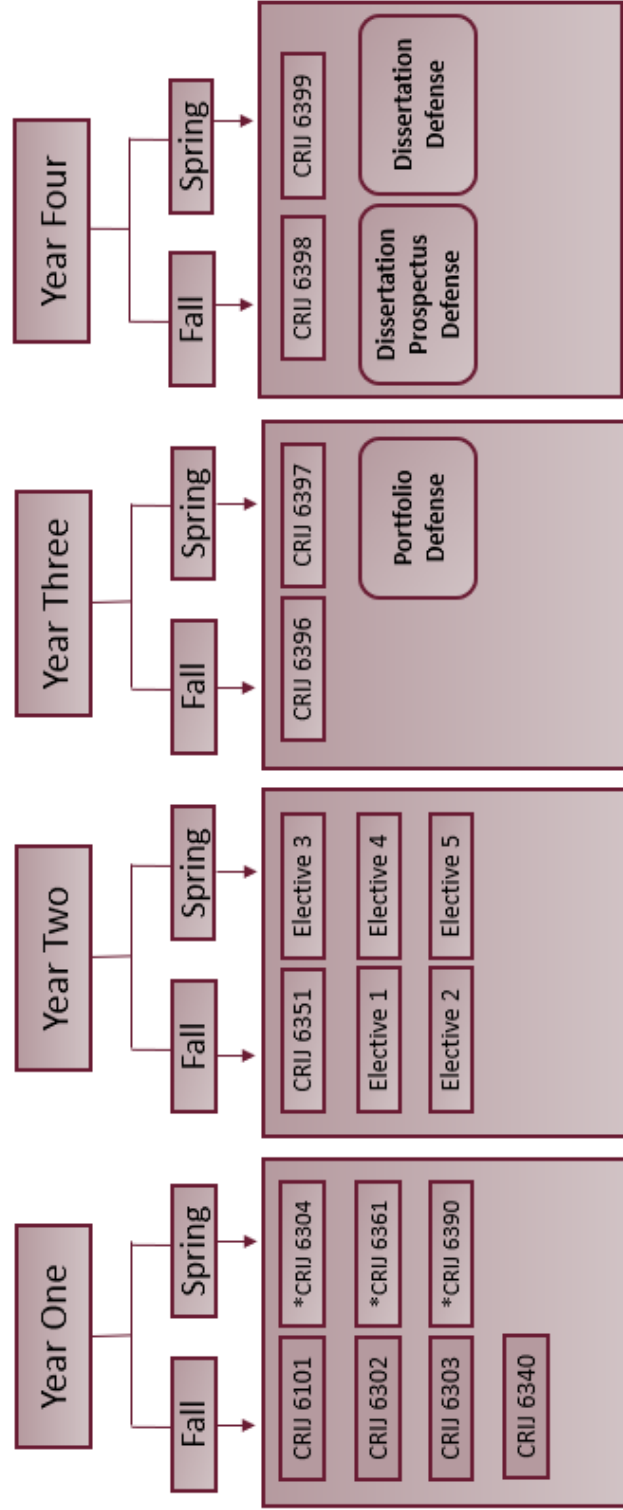 Year One
Fall
Spring
CRIJ 6101
*CRIJ 6304
CRIJ 6302
*CRIJ 6361
CRIJ 6303
*CRIJ 6390
CRIJ 6340
Year Two
Fall
Spring
CRIJ 6351
Elective 3
Elective 1
Elective 4
Elective 2
Elective 5
Year Three
Fall
Spring
CRIJ 6396
CRIJ 6397
Portfolio
Defense
Year Four
Fall
Spring
CRIJ 6398
CRIJ 6399
Dissertation
Prospectus
Defense
Dissertation
Defense